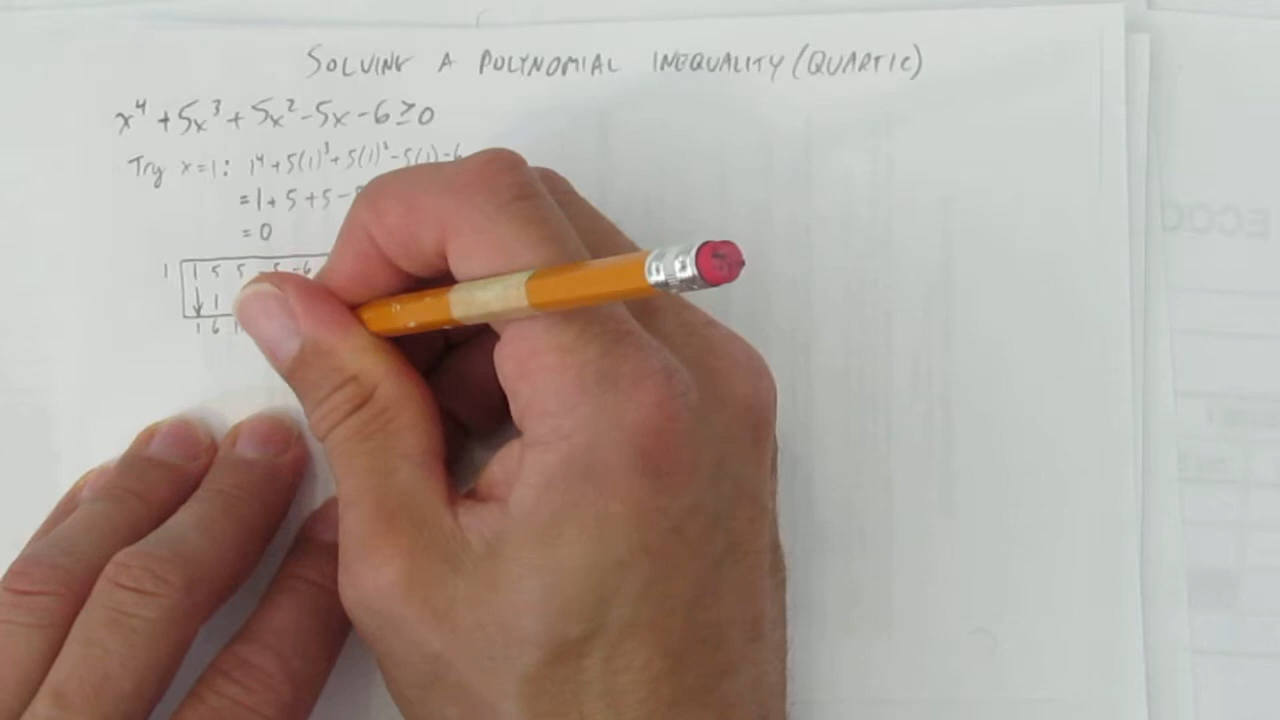 SOLVING A POLYNOMIAL INEQUALITY (QUARTIC)
x⁴ + 5x³ + 5x² - 5x - 6 ≥ 0
Try x=1: 1⁴ + 5(1)³ + 5(1)² - 5(1) - 6
= 1 + 5 + 5 -
= 0
1 1 5 5 -5 -6
1
1 6 1